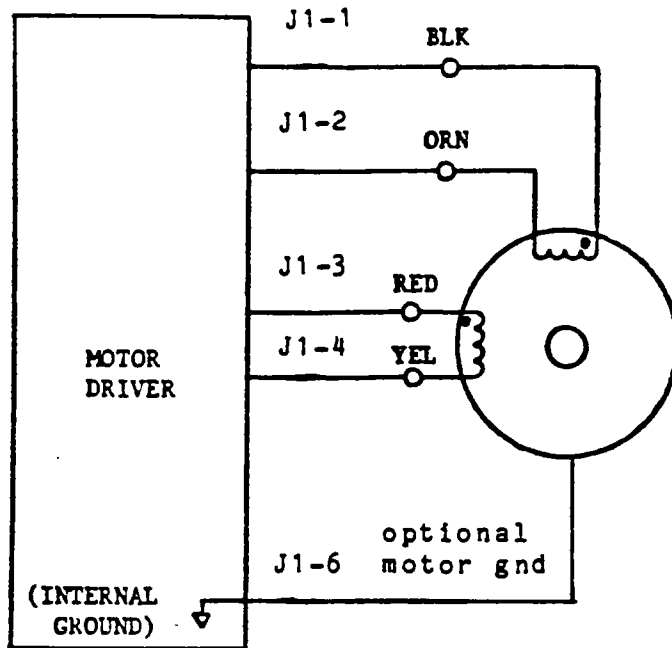 J1-1
BLK
J1-2
ORN
J1-3
RED
J1-4
YEL
MOTOR
DRIVER
optional
J1-6 motor gnd
(INTERNAL
GROUND)